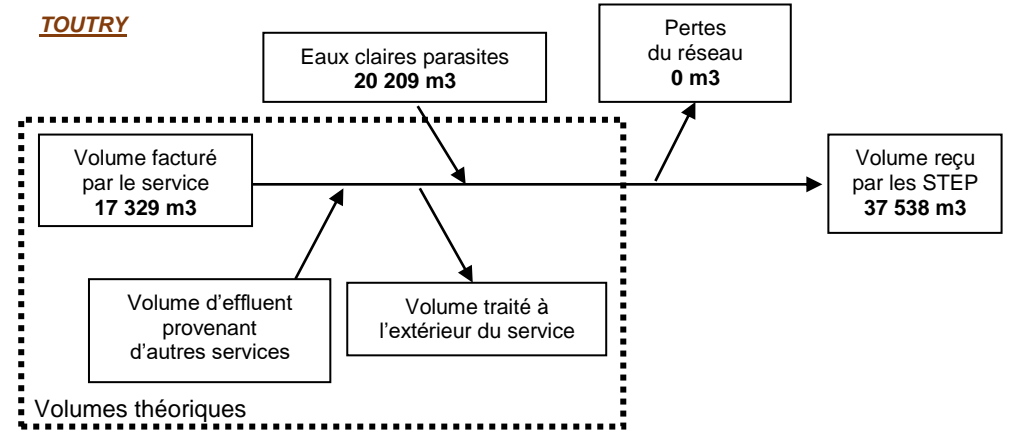 TOUTRY
Eaux claires parasites
20 209 m3
Pertes
du réseau
0 m3
Volume facturé
par le service
17 329 m3
Volume reçu
par les STEP
37 538 m3
Volume d’effluent
provenant
d’autres services
Volume traité à
l’extérieur du service
Volumes théoriques